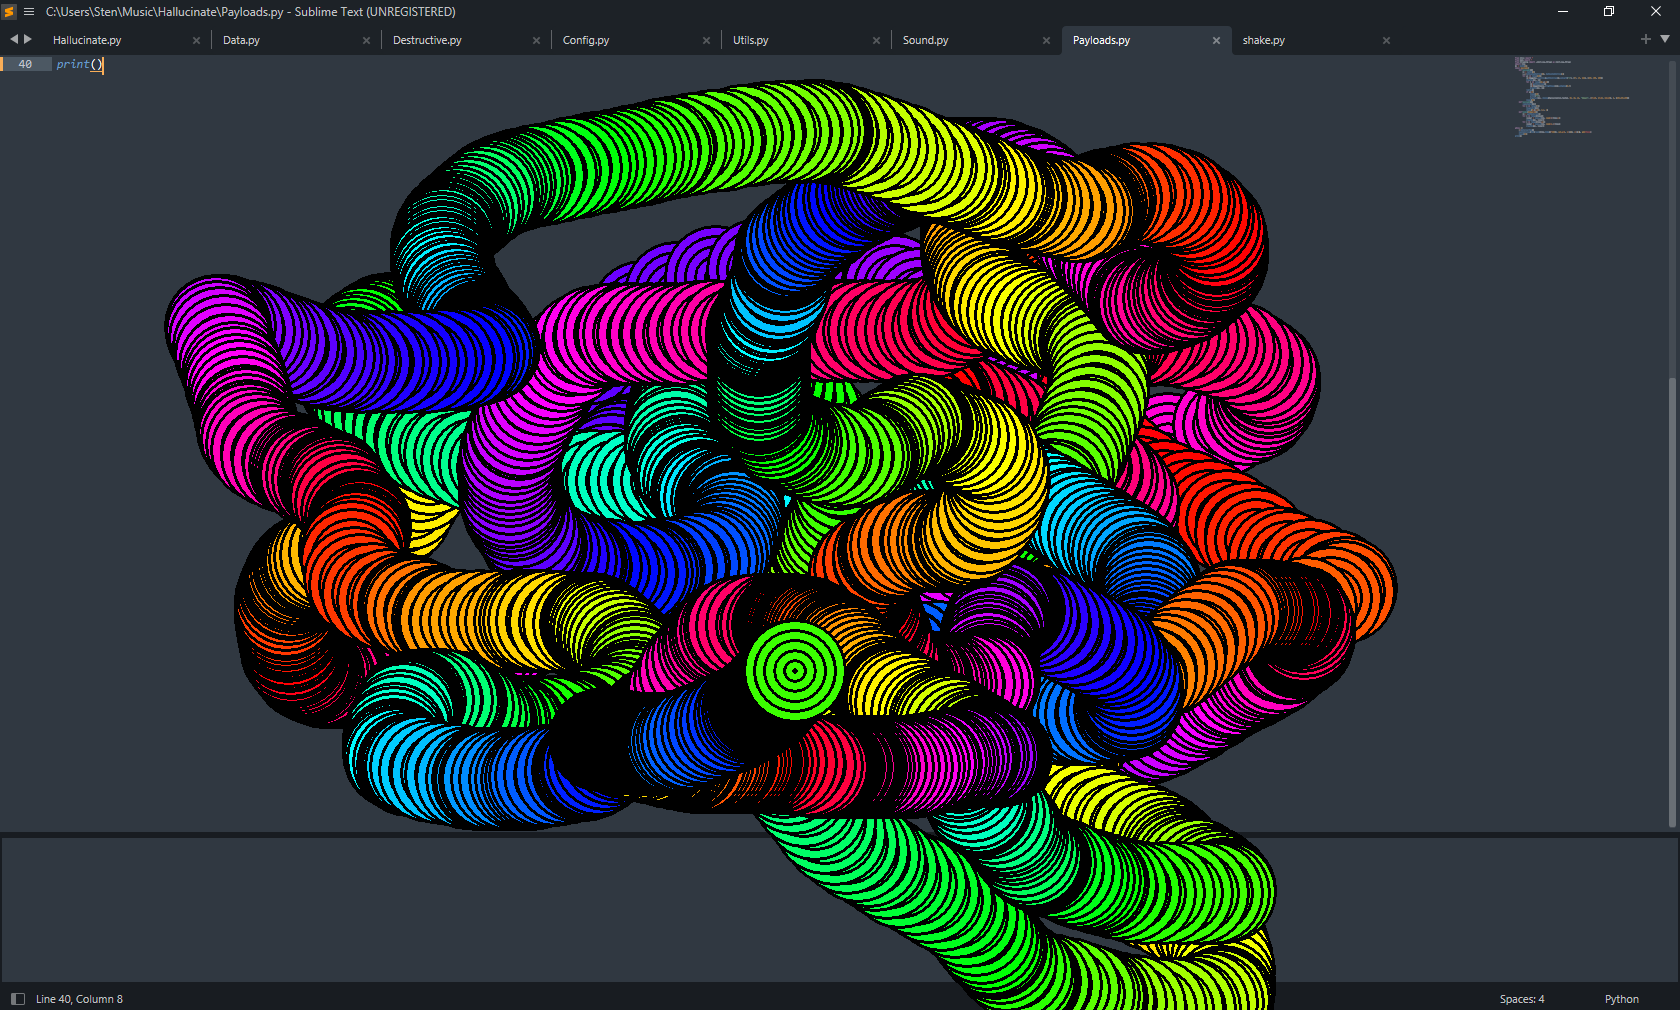 C:\Users\Sten\Music\Hallucinate\Payloads.py - Sublime Text (UNREGISTERED)
Hallucinate.py Data.py Destructive.py Config.py Utils.py Sound.py Payloads.py shake.py
40 print()
Line 40, Column 8 Spaces: 4 Python